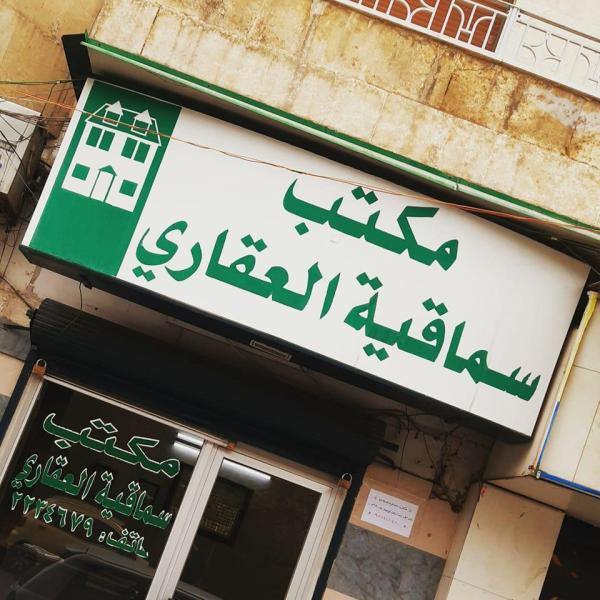 مكتب
سماقية العقاري
مكتب
سماقية العقاري
هاتف: ٢٢٣٤٦٧٩